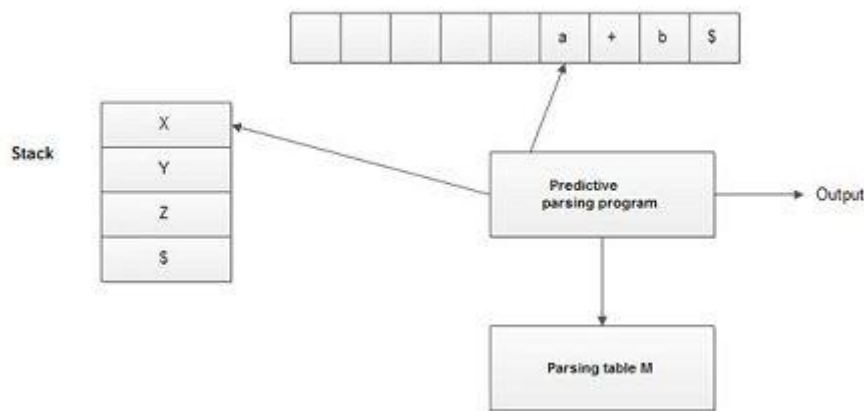 a + b $
X
Stack
Y
Z
$
Predictive
parsing program
Output
Parsing table M